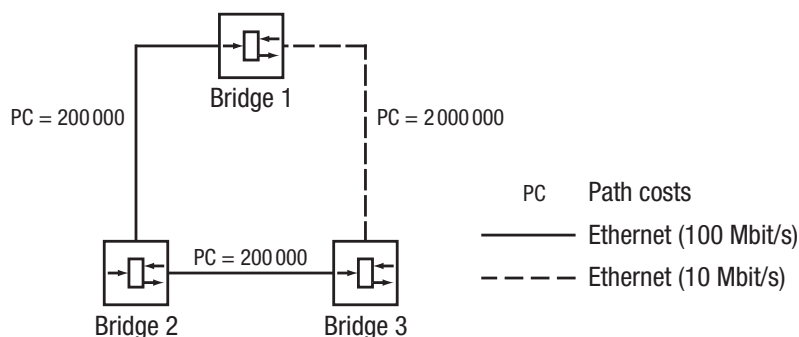 Bridge 1
PC = 200 000
PC = 2 000 000
PC
Path costs
Ethernet (100 Mbit/s)
PC = 200 000
Ethernet (10 Mbit/s)
Bridge 2
Bridge 3